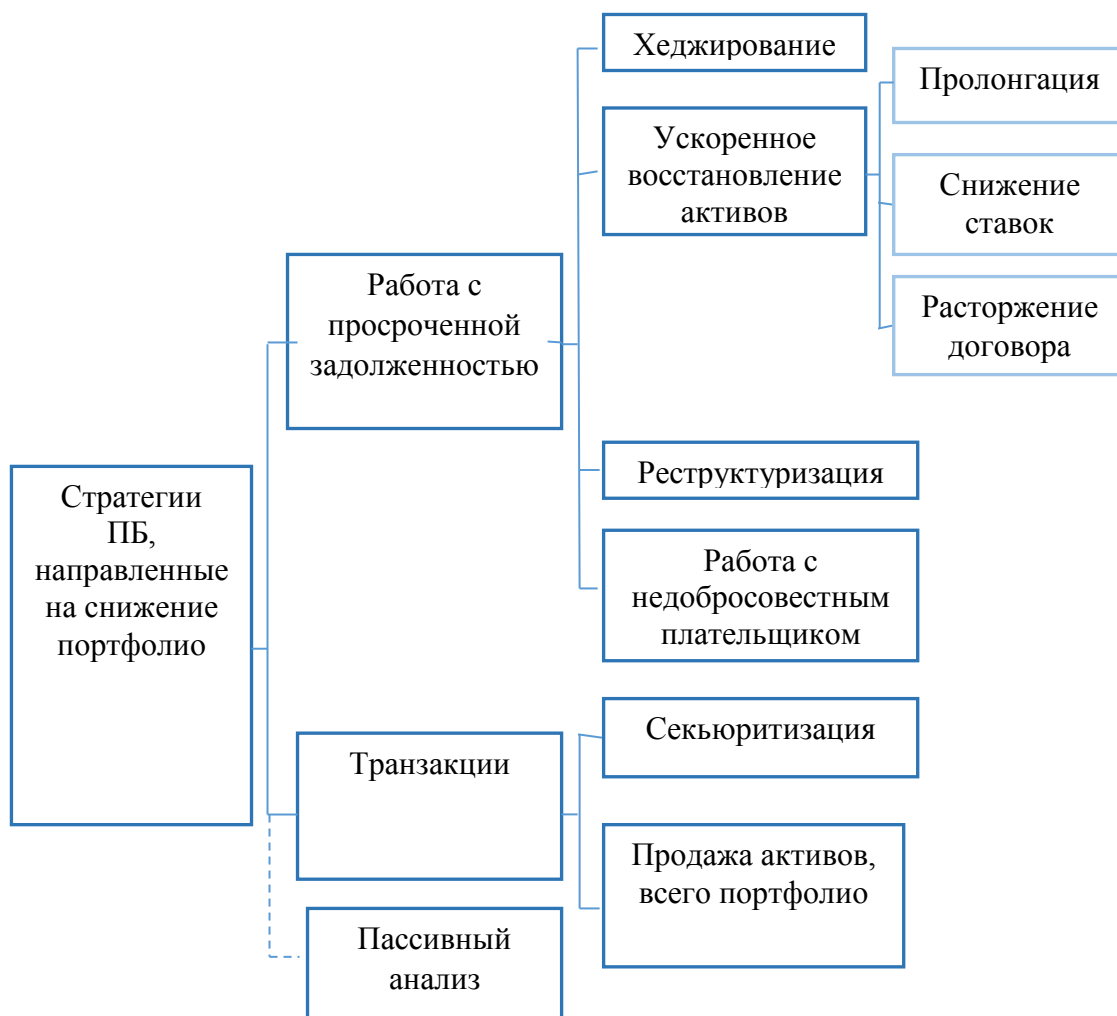 Стратегии
ПБ,
направленные
на снижение
портфолио
Работа с
просроченной
задолженностью
Хеджирование
Ускоренное
восстановление
активов
Пролонгация
Снижение
ставок
Расторжение
договора
Реструктуризация
Работа с
недобросовестным
плательщиком
Транзакции
Секьюритизация
Продажа активов,
всего портфолио
Пассивный
анализ